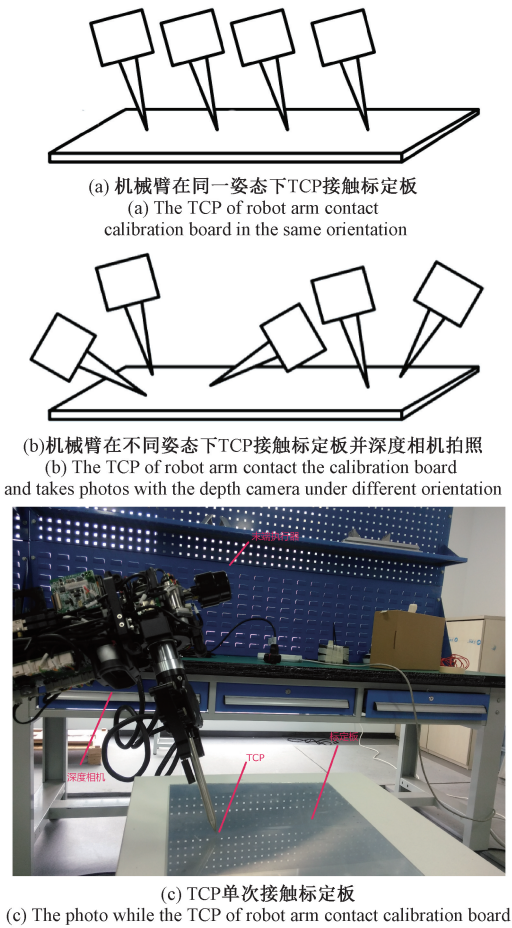 (a) 机械臂在同一姿态下TCP接触标定板
(a) The TCP of robot arm contact
calibration board in the same orientation
(b)机械臂在不同姿态下TCP接触标定板并深度相机拍照
(b) The TCP of robot arm contact the calibration board
and takes photos with the depth camera under different orientation
标定板
TCP
深度相机
(c) TCP单次接触标定板
(c) The photo while the TCP of robot arm contact calibration board